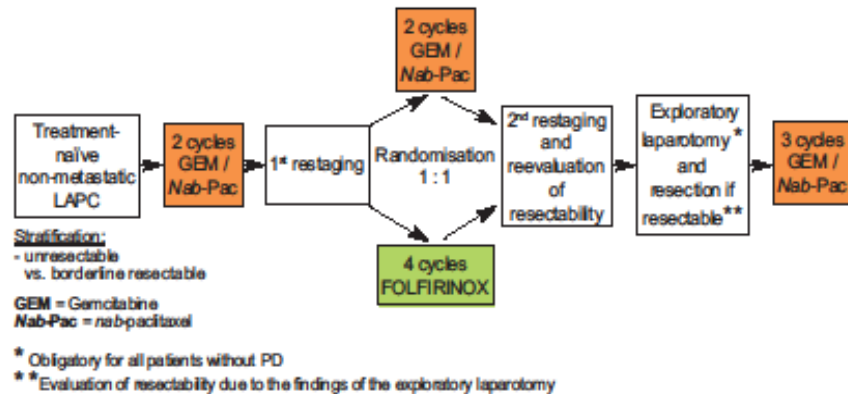 Treatment-
naïve
non-metastatic
LAPC
2 cycles
GEM /
Nab-Pac
1st restaging
2 cycles
GEM /
Nab-Pac
Randomisation
1 : 1
4 cycles
FOLFIRINOX
2nd restaging
and
reevaluation
of
resectability
Exploratory
laparotomy *
and
resection if
resectable**
3 cycles
GEM /
Nab-Pac
Stratification:
- unresectable
vs. borderline resectable
GEM = Gemcitabine
Nab-Pac = nab-paclitaxel
* Obligatory for all patients without PD
**Evaluation of resectability due to the findings of the exploratory laparotomy